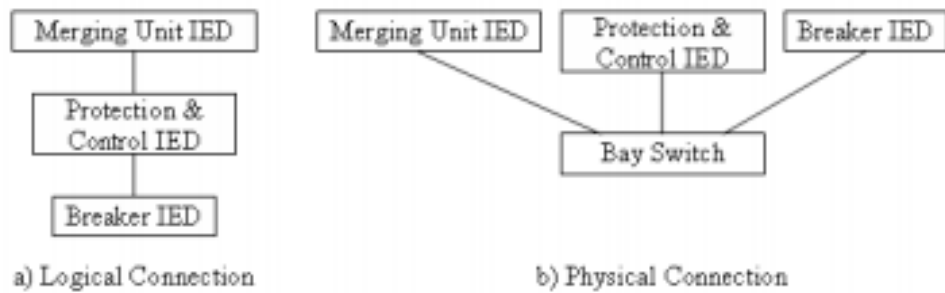 Merging Unit IED
Protection &
Control IED
Breaker IED
a) Logical Connection
Merging Unit IED
Protection &
Control IED
Breaker IED
Bay Switch
b) Physical Connection